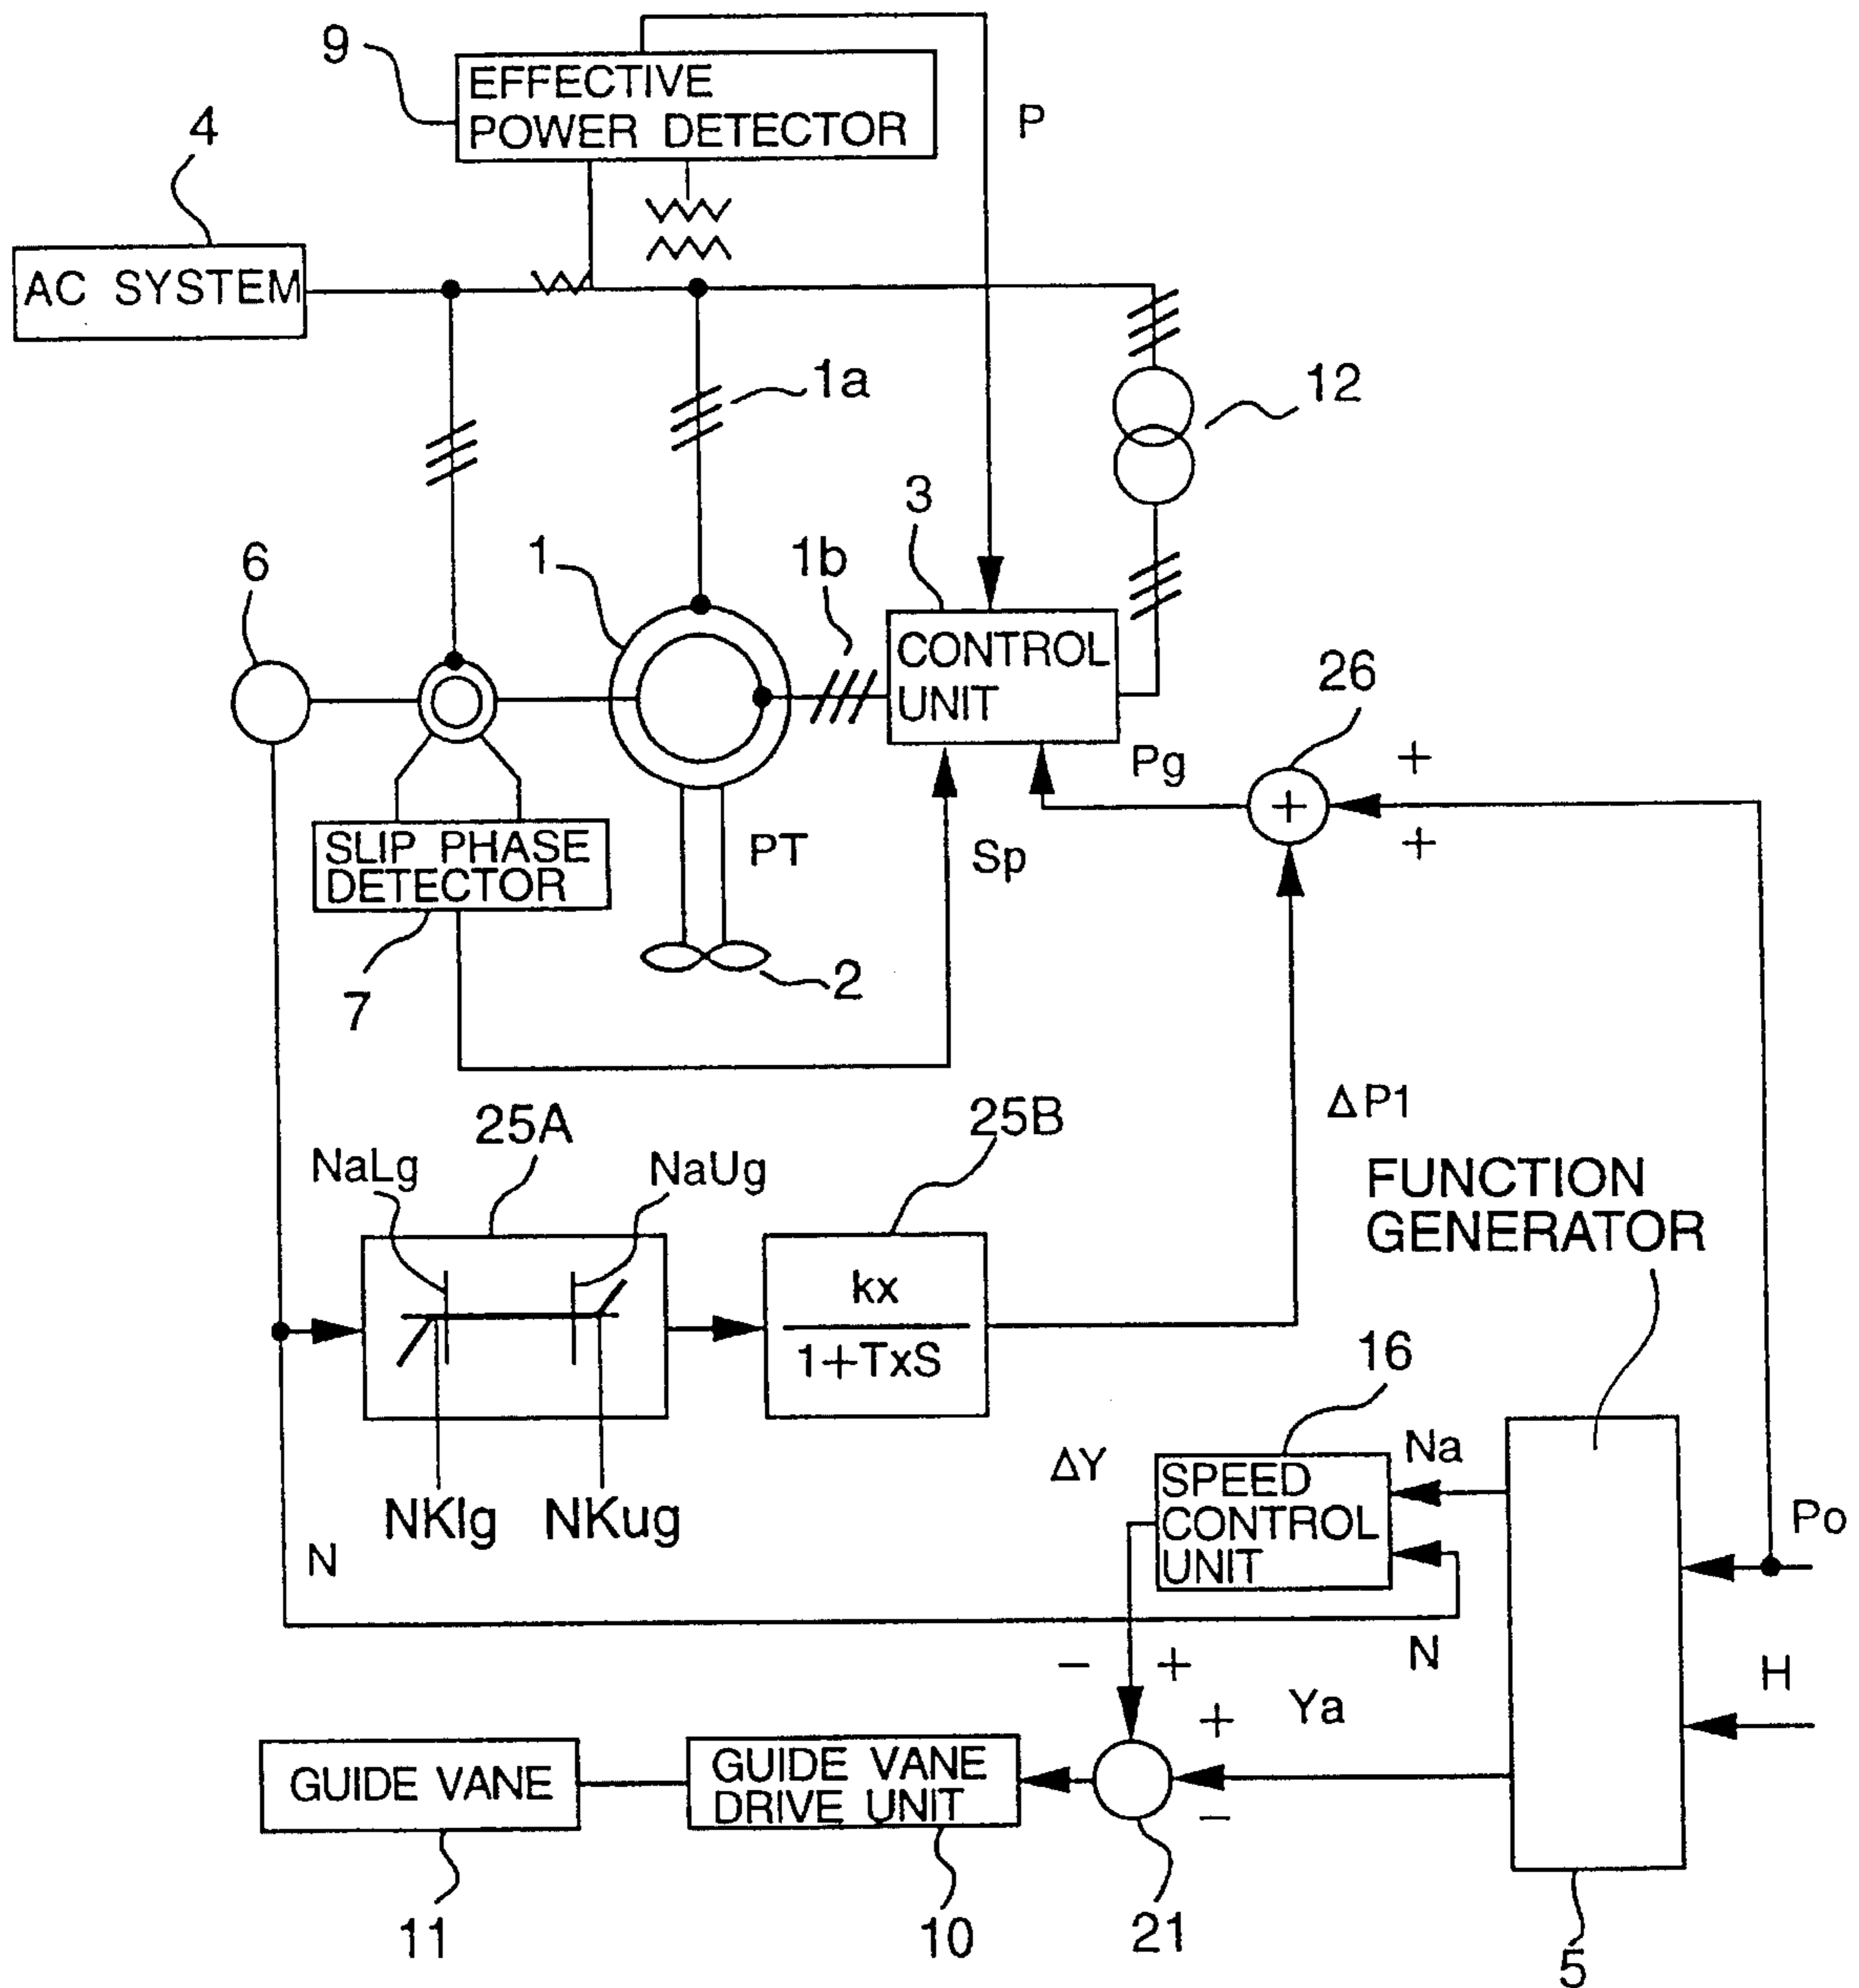 9
EFFECTIVE
POWER DETECTOR
P
4
AC SYSTEM
1a
12
3
6
1
1b
CONTROL
UNIT
26
Pg
+
+
+
SLIP PHASE
DETECTOR
PT
Sp
7
2
ΔP1
25A
25B
NaLg
NaUg
FUNCTION
GENERATOR
kx
1+TxS
16
NKlg
NKug
ΔY
SPEED
CONTROL
UNIT
Na
Po
N
N
H
−
+
+
Ya
−
GUIDE VANE
GUIDE VANE
DRIVE UNIT
11
10
21
5